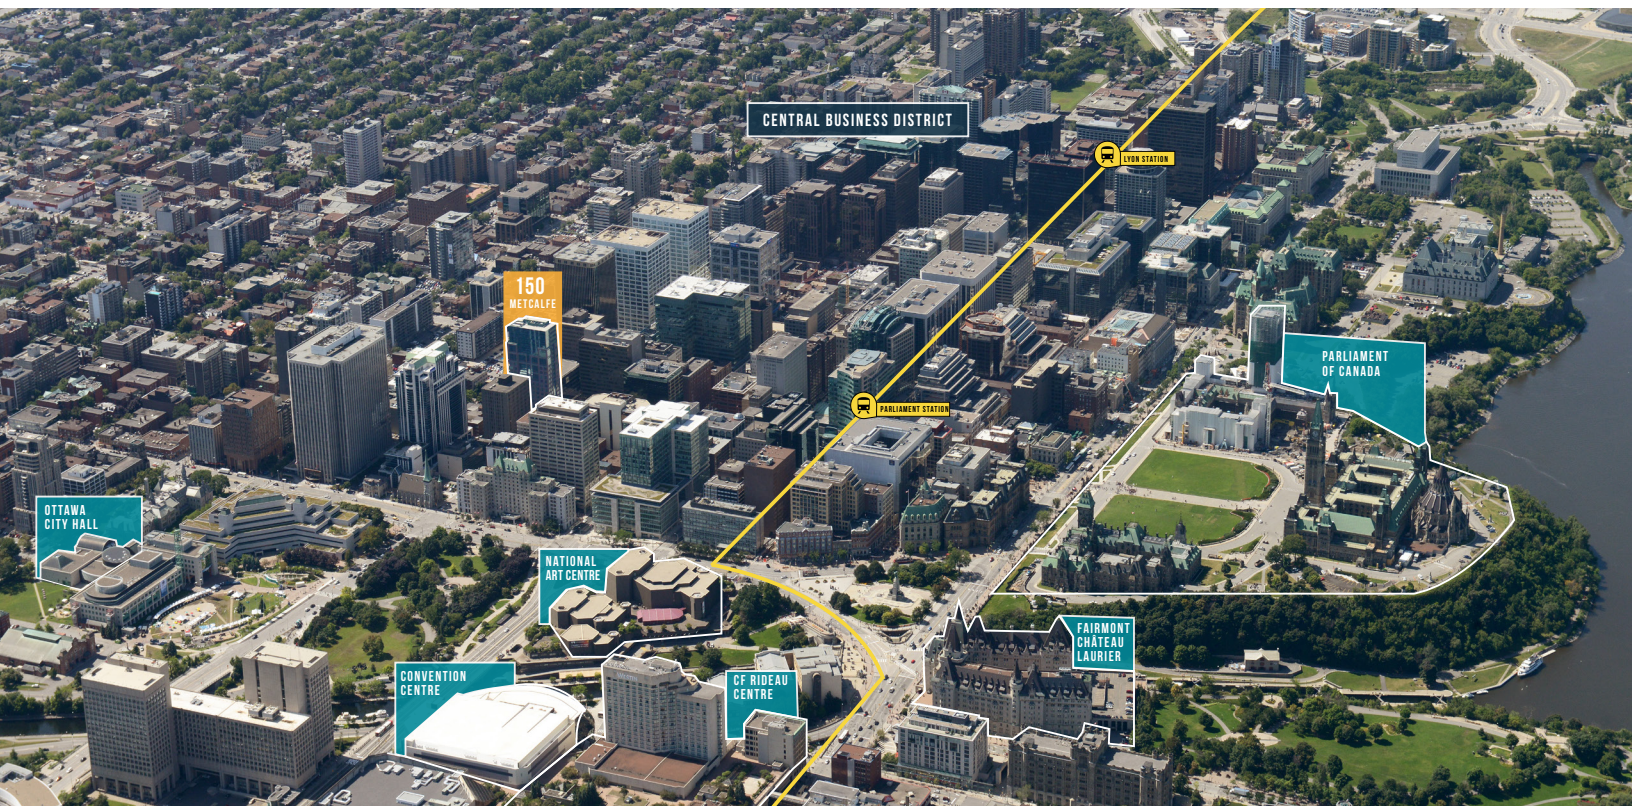 CENTRAL BUSINESS DISTRICT
LYON STATION
150
METCALFE
PARLIAMENT
OF CANADA
PARLIAMENT STATION
OTTAWA
CITY HALL
NATIONAL
ART CENTRE
FAIRMONT
CHÂTEAU
LAURIER
CONVENTION
CENTRE
CF RIDEAU
CENTRE